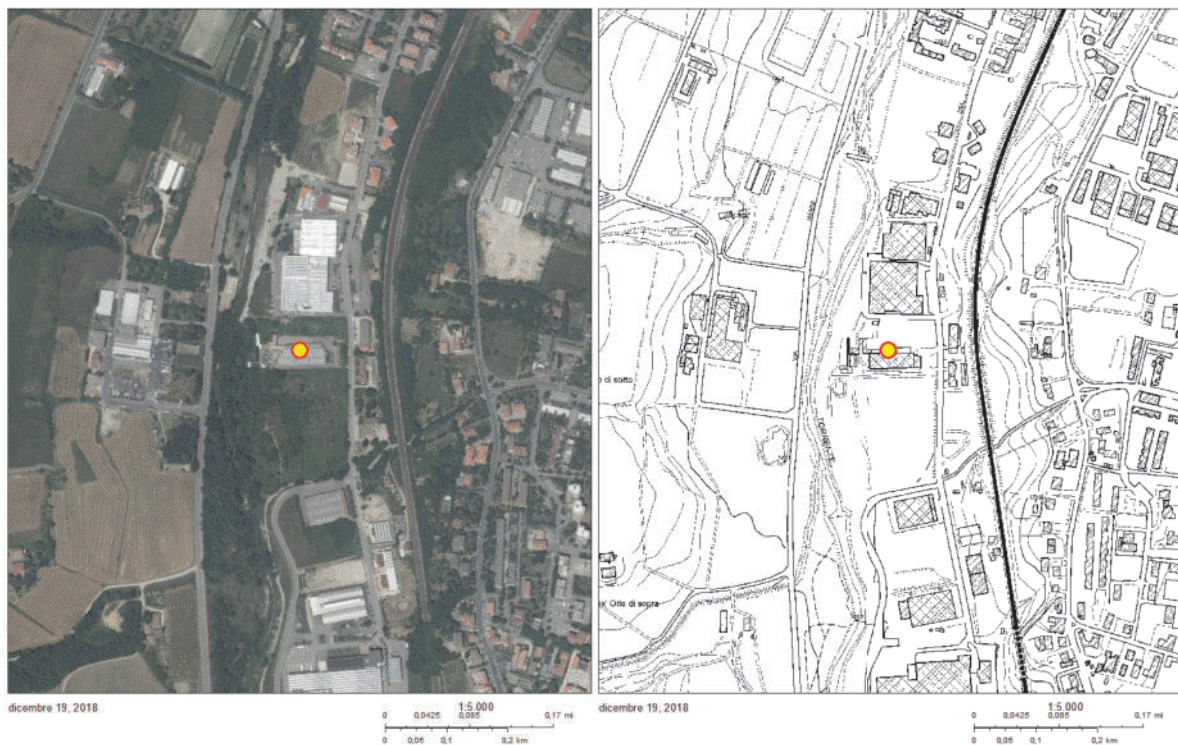 o di sotto
TORRENTE
Orto di sopra
dicembre 19, 2018
1:5.000
0 0,0425 0,085 0,17 mi
0 0,05 0,1 0,2 km
dicembre 19, 2018
1:5.000
0 0,0425 0,085 0,17 mi
0 0,05 0,1 0,2 km